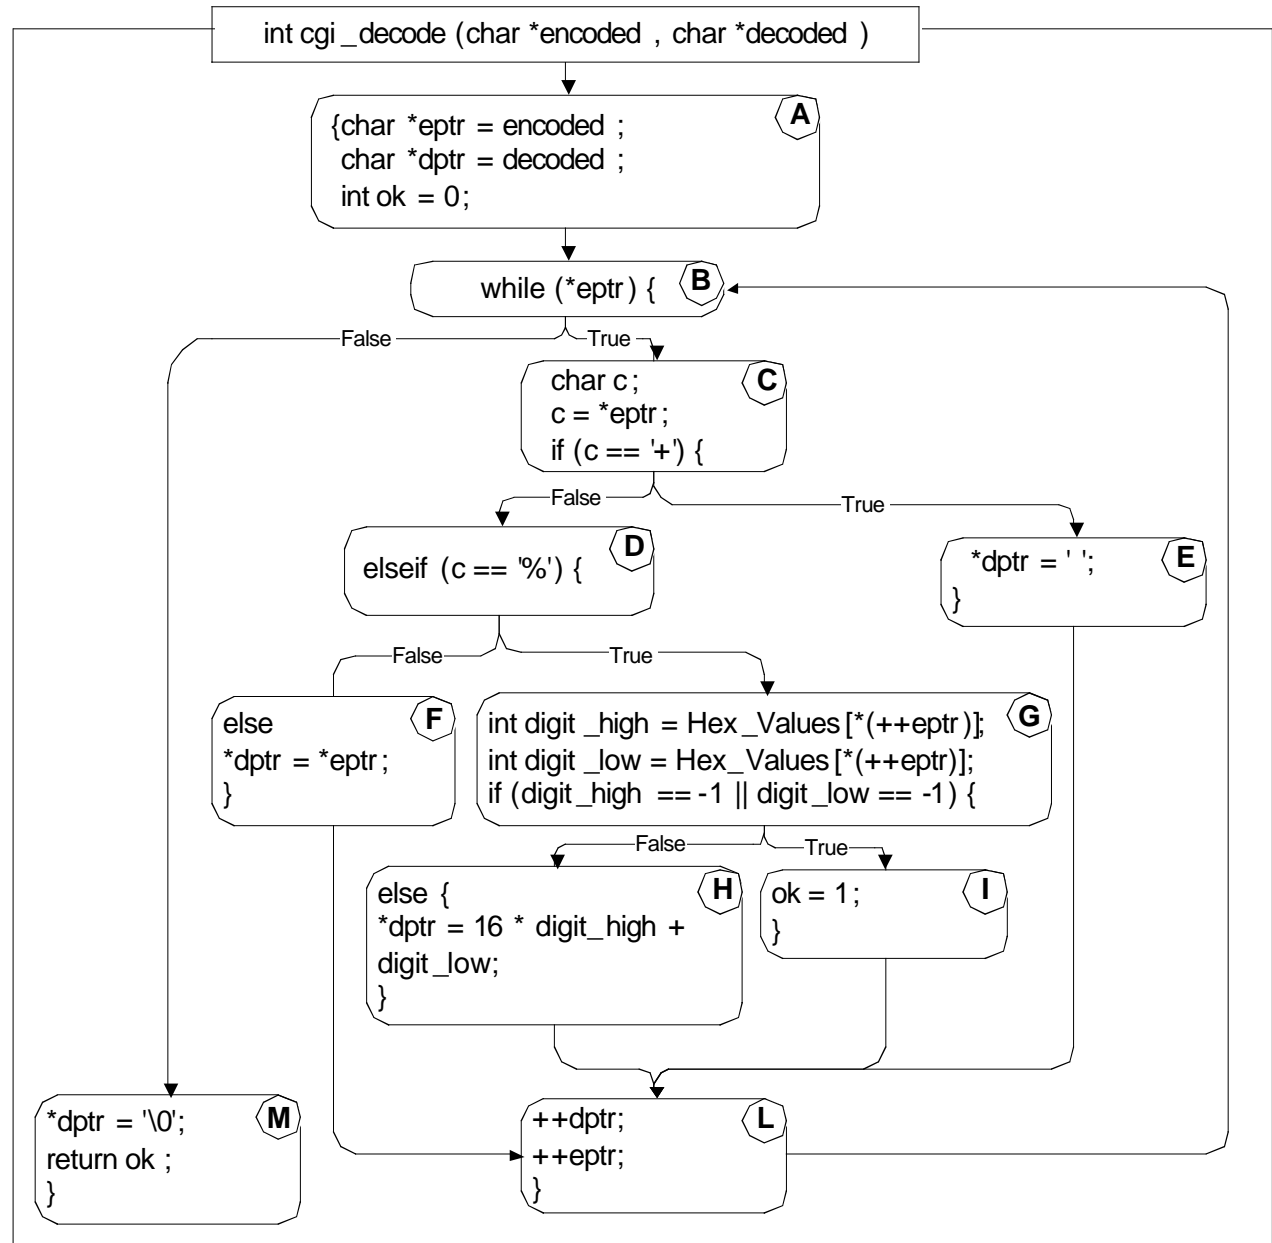 int cgi_decode (char *encoded , char *decoded )
A
{char *eptr = encoded ;
char *dptr = decoded ;
int ok = 0;
while (*eptr) {
B
False
True
C
char c;
c = *eptr;
if (c == '+') {
False
True
D
elseif (c == '%') {
E
*dptr = ' ';
}
False
True
F
else
*dptr = *eptr;
}
G
int digit_high = Hex_Values[*(++eptr)];
int digit_low = Hex_Values[*(++eptr)];
if (digit_high == -1 || digit_low == -1) {
False
True
H
else {
*dptr = 16 * digit_high +
digit_low;
}
I
ok = 1;
}
M
*dptr = '\0';
return ok ;
}
L
++dptr;
++eptr;
}